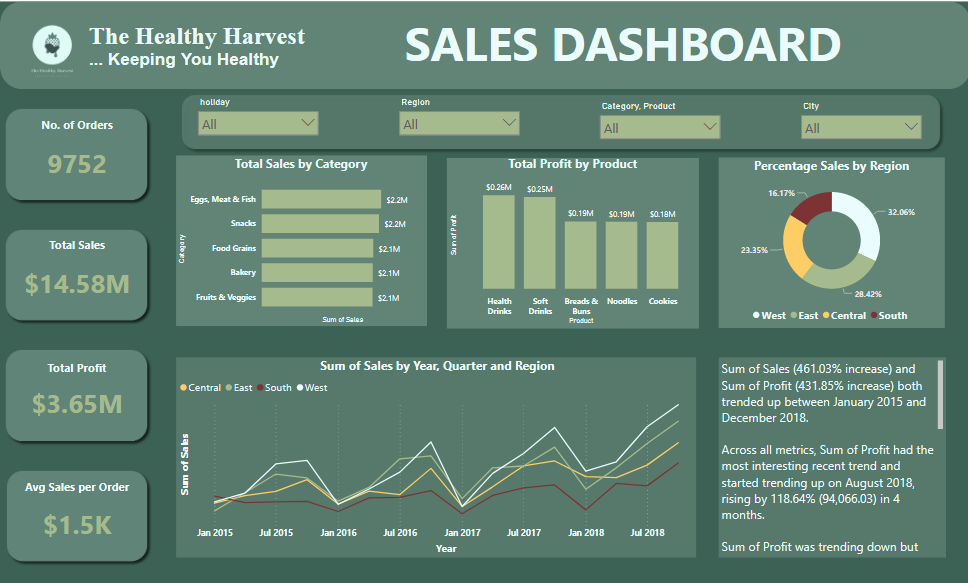 The Healthy Harvest
... Keeping You Healthy
The Healthy Harvest
SALES DASHBOARD
No. of Orders
9752
Total Sales
$14.58M
Total Profit
$3.65M
Avg Sales per Order
$1.5K
holiday
All
Region
All
Category, Product
All
City
All
Total Sales by Category
Category
Eggs, Meat & Fish
$2.2M
Snacks
$2.2M
Food Grains
$2.1M
Bakery
$2.1M
Fruits & Veggies
$2.1M
Sum of Sales
Total Profit by Product
Sum of Profit
$0.26M
$0.25M
$0.19M
$0.19M
$0.18M
Health Drinks
Soft Drinks
Breads & Buns
Noodles
Cookies
Product
Percentage Sales by Region
16.17%
32.06%
23.35%
28.42%
West East Central South
Sum of Sales by Year, Quarter and Region
Central East South West
Sum of Sales
Jan 2015 Jul 2015 Jan 2016 Jul 2016 Jan 2017 Jul 2017 Jan 2018 Jul 2018
Year
Sum of Sales (461.03% increase) and
Sum of Profit (431.85% increase) both
trended up between January 2015 and
December 2018.
Across all metrics, Sum of Profit had the
most interesting recent trend and
started trending up on August 2018,
rising by 118.64% (94,066.03) in 4
months.
Sum of Profit was trending down but